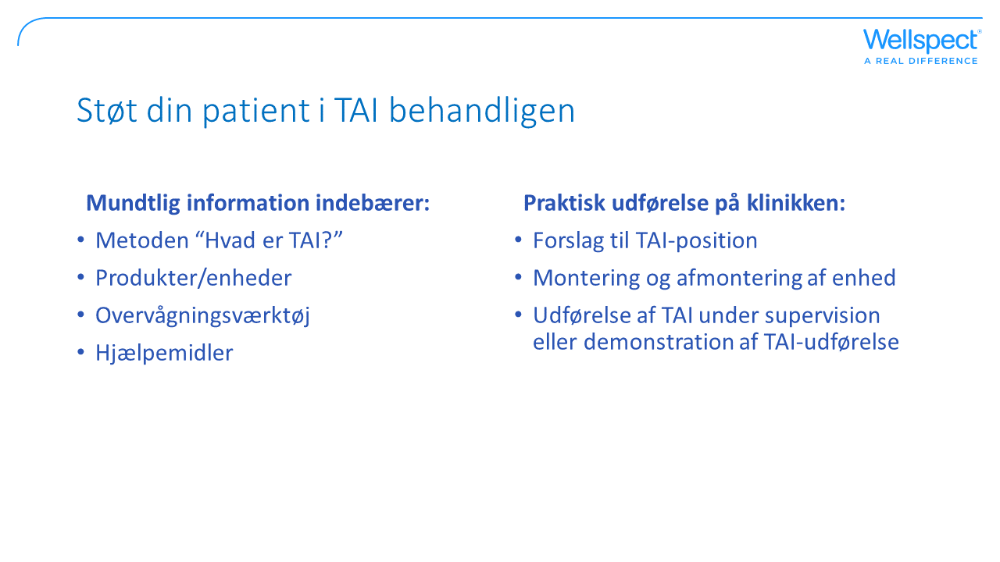 Wellspect®
A REAL DIFFERENCE
Støt din patient i TAI behandligen
Mundtlig information indebærer:
• Metoden “Hvad er TAI?”
• Produkter/enheder
• Overvågningsværktøj
• Hjælpemidler
Praktisk udførelse på klinikken:
• Forslag til TAI-position
• Montering og afmontering af enhed
• Udførelse af TAI under supervision
eller demonstration af TAI-udførelse